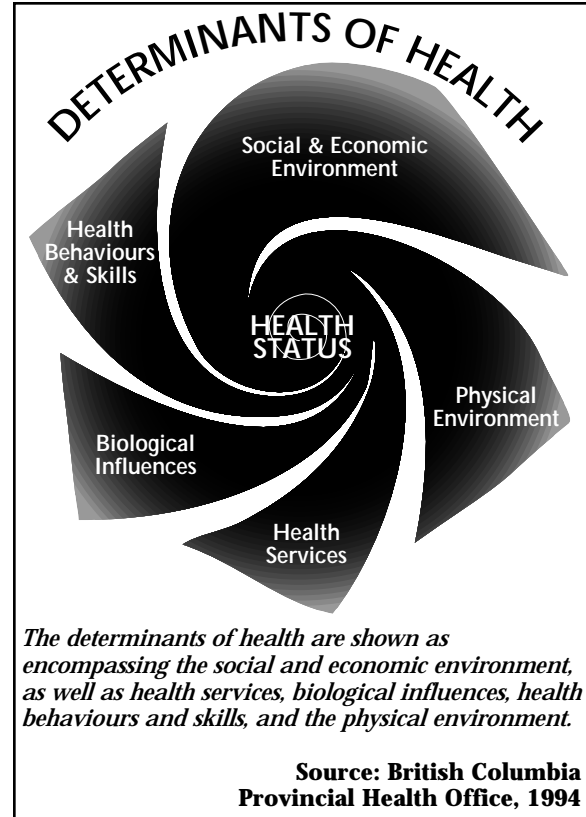 DETERMINANTS OF HEALTH
Social & Economic
Environment
Health
Behaviours
& Skills
HEALTH
STATUS
Physical
Environment
Biological
Influences
Health
Services
The determinants of health are shown as
encompassing the social and economic environment,
as well as health services, biological influences, health
behaviours and skills, and the physical environment.
Source: British Columbia
Provincial Health Office, 1994